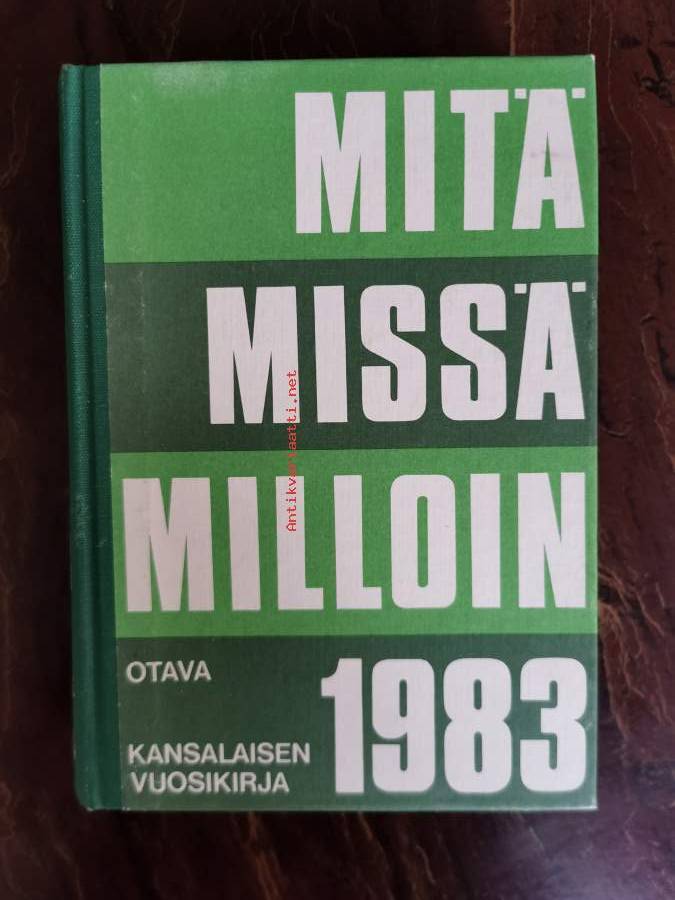 MITÄ
MISSÄ
MILLOIN
1983
OTAVA
KANSALAISEN
VUOSIKIRJA
Antikvariaatti.net